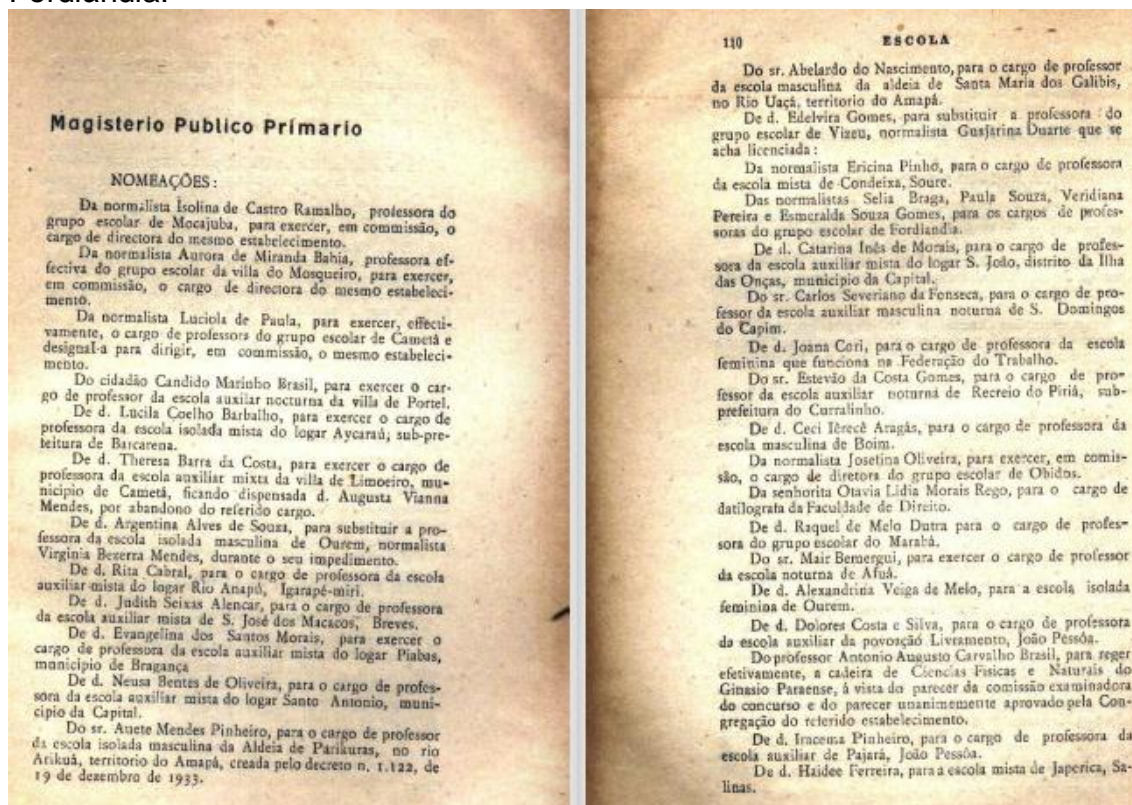 Magisterio Publico Prímario
NOMEAÇÕES:
Da normalista Isolina de Castro Ramalho, professora do
grupo escolar de Mocajuba, para exercer, em commissão, o
cargo de directora do mesmo estabelecimento.
Da normalista Aurora de Miranda Bahia, professora ef-
fectiva do grupo escolar da villa do Mosqueiro, para exercer,
em commissão, o cargo de directora do mesmo estabeleci-
mento.
Da normalista Luciola de Paula, para exercer, effecti-
vamente, o cargo de professora do grupo escolar de Cametá e
designal-a para dirigir, em commissão, o mesmo estabeleci-
mento.
Do cidadão Candido Marinho Brasil, para exercer o car-
go de professor da escola auxilar nocturna da villa de Portel.
De d. Lucila Coelho Barbalho, para exercer o cargo de
professora da escola isolada mista do logar Aycaraú, sub-pre-
feitura de Barcarena.
De d. Theresa Barra da Costa, para exercer o cargo de
professora da escola auxiliar mixta da villa de Limoeiro, mu-
nicipio de Cametá, ficando dispensada d. Augusta Vianna
Mendes, por abandono do referido cargo.
De d. Argentina Alves de Souza, para substituir a pro-
fessora da escola isolada masculina de Ourem, normalista
Virginia Bezerra Mendes, durante o seu impedimento.
De d. Rita Cabral, para o cargo de professora da escola
auxiliar mista do logar Rio Anapú, Igarapé-miri.
De d. Judith Seixas Alencar, para o cargo de professora
da escola auxiliar mista de S. José dos Macacos, Breves.
De d. Evangelina dos Santos Morais, para exercer o
cargo de professora da escola auxiliar mista do logar Piabas,
municipio de Bragança
De d. Neusa Bentes de Oliveira, para o cargo de profes-
sora da escola auxiliar mista do logar Santo Antonio, muni-
cipio da Capital.
Do sr. Auete Mendes Pinheiro, para o cargo de professor
da escola isolada masculina da Aldeia de Parikuras, no rio
Arikuá, territorio do Amapá, creada pelo decreto n. 1.122, de
19 de dezembro de 1933.
110 ESCOLA
Do sr. Abelardo do Nascimento, para o cargo de professor
da escola masculina da aldeia de Santa Maria dos Galibis,
no Rio Uaçá, territorio do Amapá.
De d. Edelvira Gomes, para substituir a professora do
grupo escolar de Vizeu, normalista Guajarina Duarte que se
acha licenciada:
Da normalista Ericina Pinho, para o cargo de professora
da escola mista de Condeixa, Soure.
Das normalistas Selia Braga, Paula Souza, Veridiana
Pereira e Esmeralda Souza Gomes, para os cargos de profes-
soras do grupo escolar de Fordlandia.
De d. Catarina Inês de Morais, para o cargo de profes-
sora da escola auxiliar mista do logar S. João, distrito da Ilha
das Onças, municipio da Capital.
Do sr. Carlos Severiano da Fonseca, para o cargo de pro-
fessor da escola auxiliar masculina noturna de S. Domingos
do Capim.
De d. Joana Cori, para o cargo de professora da escola
feminina que funciona na Federação do Trabalho.
Do sr. Estevão da Costa Gomes, para o cargo de pro-
fessor da escola auxiliar noturna de Recreio do Piriá, sub-
prefeitura do Curralinho.
De d. Ceci Iêrecê Aragás, para o cargo de professora da
escola masculina de Boim.
Da normalista Josefina Oliveira, para exercer, em comis-
são, o cargo de diretora do grupo escolar de Obidos.
Da senhorita Otavia Lidia Morais Rego, para o cargo de
datilografa da Faculdade de Direito.
De d. Raquel de Melo Dutra para o cargo de profes-
sora do grupo escolar do Marabá.
Do sr. Mair Bemergui, para exercer o cargo de professor
da escola noturna de Afuá.
De d. Alexandrina Veiga de Melo, para a escola isolada
feminina de Ourem.
De d. Dolores Costa e Silva, para o cargo de professora
da escola auxiliar da povoação Livramento, João Pessôa.
Do professor Antonio Augusto Carvalho Brasil, para reger
efetivamente, a cadeira de Ciencias Fisicas e Naturais do
Ginasio Paraense, á vista do parecer da comissão examinadora
do concurso e do parecer unanimemente aprovado pela Con-
gregação do referido estabelecimento.
De d. Iracema Pinheiro, para o cargo de professora da
escola auxiliar de Pajará, João Pessôa.
De d. Haidee Ferreira, para a escola mista de Japerica, Sa-
linas.